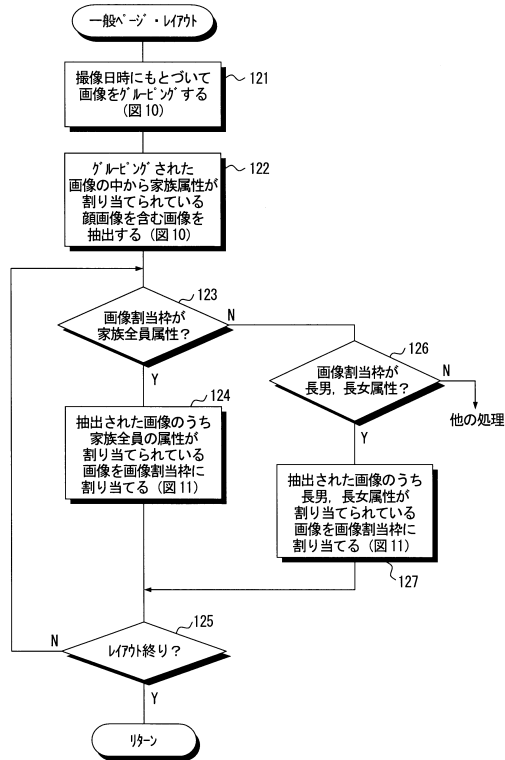 一般ﾍﾟｰｼﾞ・ﾚｲｱｳﾄ
撮像日時にもとづいて
画像をｸﾞﾙｰﾋﾟﾝｸﾞする
(図10)
121
ｸﾞﾙｰﾋﾟﾝｸﾞされた
画像の中から家族属性が
割り当てられている
顔画像を含む画像を
抽出する (図10)
122
画像割当枠が
家族全員属性？
123
N
Y
画像割当枠が
長男，長女属性？
126
N
Y
他の処理
抽出された画像のうち
家族全員の属性が
割り当てられている
画像を画像割当枠に
割り当てる (図11)
124
抽出された画像のうち
長男，長女属性が
割り当てられている
画像を画像割当枠に
割り当てる (図11)
127
ﾚｲｱｳﾄ終り？
125
N
Y
ﾘﾀｰﾝ